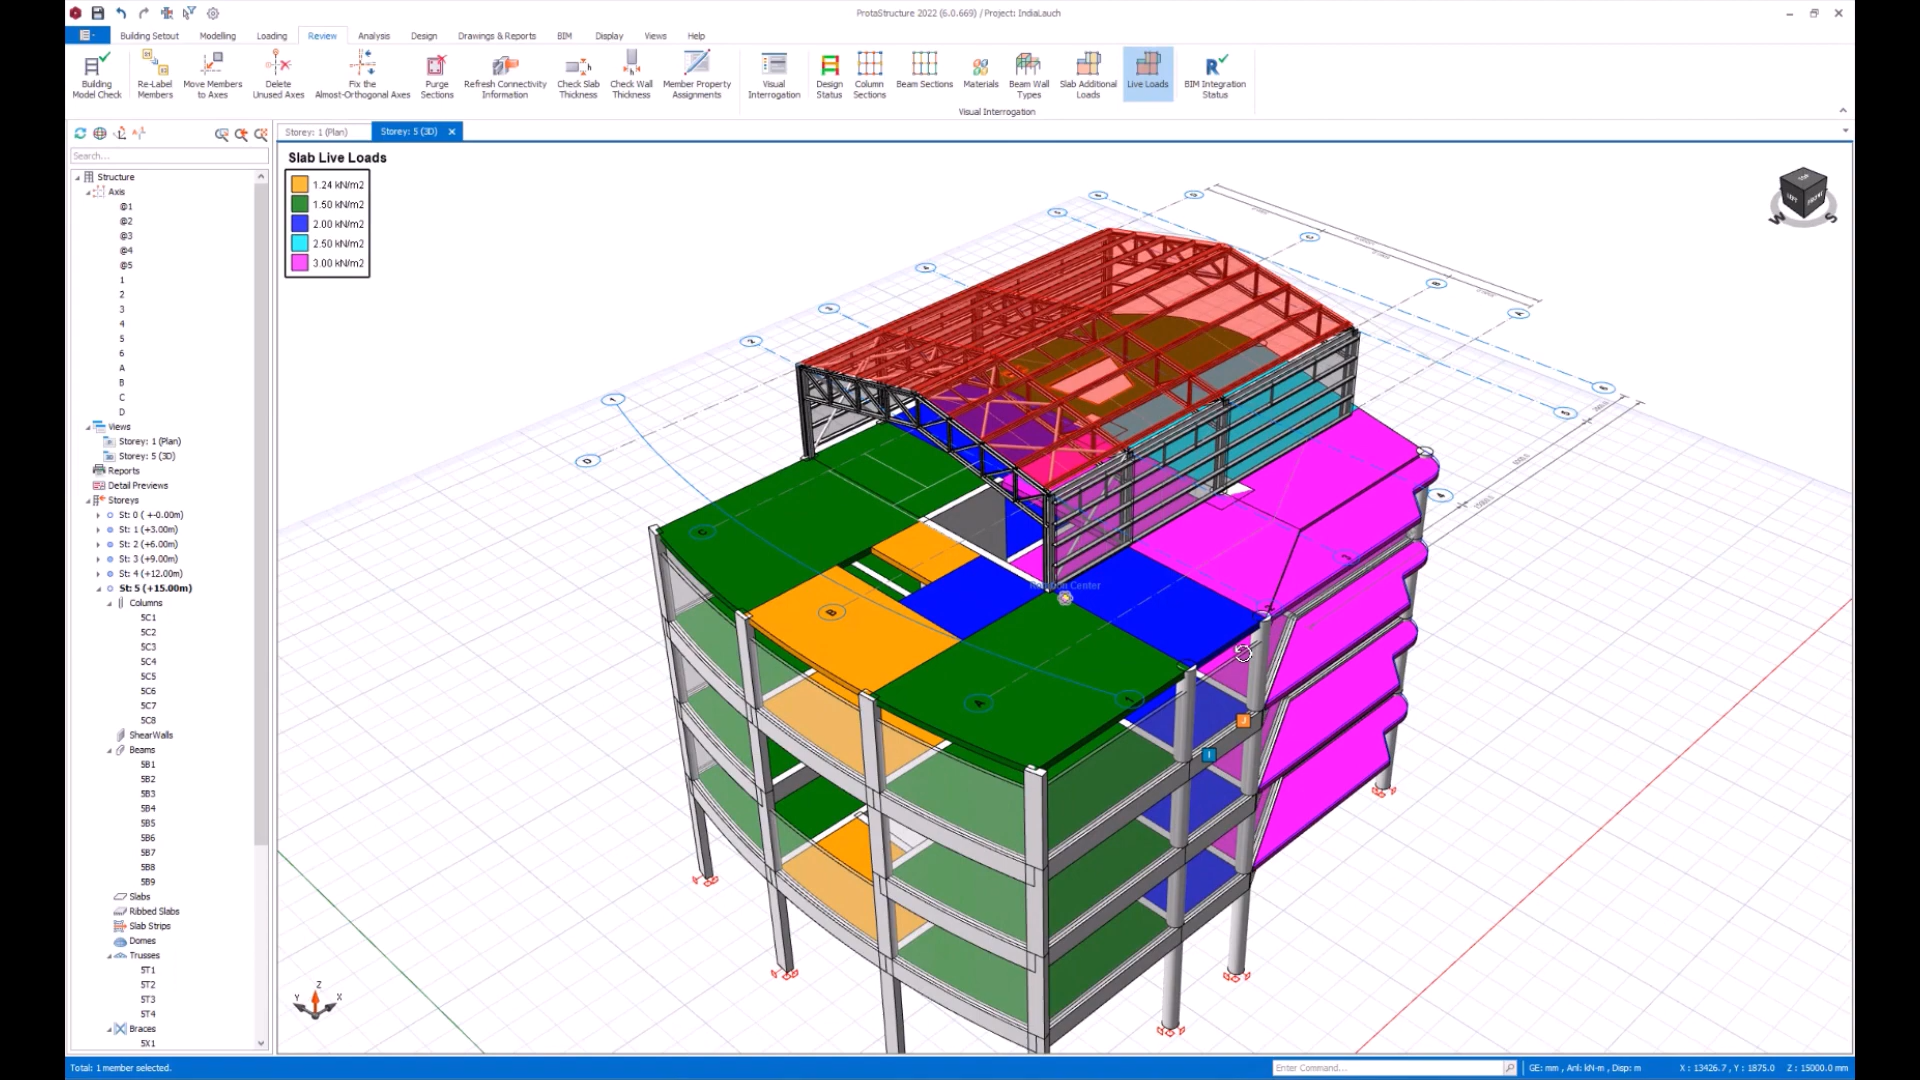 ProtaStructure 2022 (6.0.669) / Project: IndiaLauch
Building Setout
Modelling
Loading
Review
Analysis
Design
Drawings & Reports
BIM
Display
Views
Help
Building Model Check
Re-Label Members
Move Members to Axes
Delete Unused Axes
Fix the Almost-Orthogonal Axes
Purge Sections
Refresh Connectivity Information
Check Slab Thickness
Check Wall Thickness
Member Property Assignments
Visual Interrogation
Design Status
Column Sections
Beam Sections
Materials
Beam Wall Types
Slab Additional Loads
Live Loads
BIM Integration Status
Visual Interrogation
Storey: 1 (Plan)
Storey: 5 (3D)
Search...
Structure
Axis
@1
@2
@3
@4
@5
1
2
3
4
5
6
A
B
C
D
Views
Storey: 1 (Plan)
Storey: 5 (3D)
Reports
Detail Previews
Storeys
St: 0 ( +-0.00m)
St: 1 (+3.00m)
St: 2 (+6.00m)
St: 3 (+9.00m)
St: 4 (+12.00m)
St: 5 (+15.00m)
Columns
5C1
5C2
5C3
5C4
5C5
5C6
5C7
5C8
ShearWalls
Beams
5B1
5B2
5B3
5B4
5B5
5B6
5B7
5B8
5B9
Slabs
Ribbed Slabs
Slab Strips
Domes
Trusses
5T1
5T2
5T3
5T4
Braces
5X1
Slab Live Loads
1.24 kN/m2
1.50 kN/m2
2.00 kN/m2
2.50 kN/m2
3.00 kN/m2
TOP
LEFT
FRONT
W
S
D
C
B
A
4
3
2
1
D
C
B
A
1
4
Center
J
I
Z
Y
X
Total: 1 member selected.
Enter Command...
GE: mm , Anl: kN-m , Disp: m
X : 13426.7 , Y : 1875.0
Z : 15000.0 mm